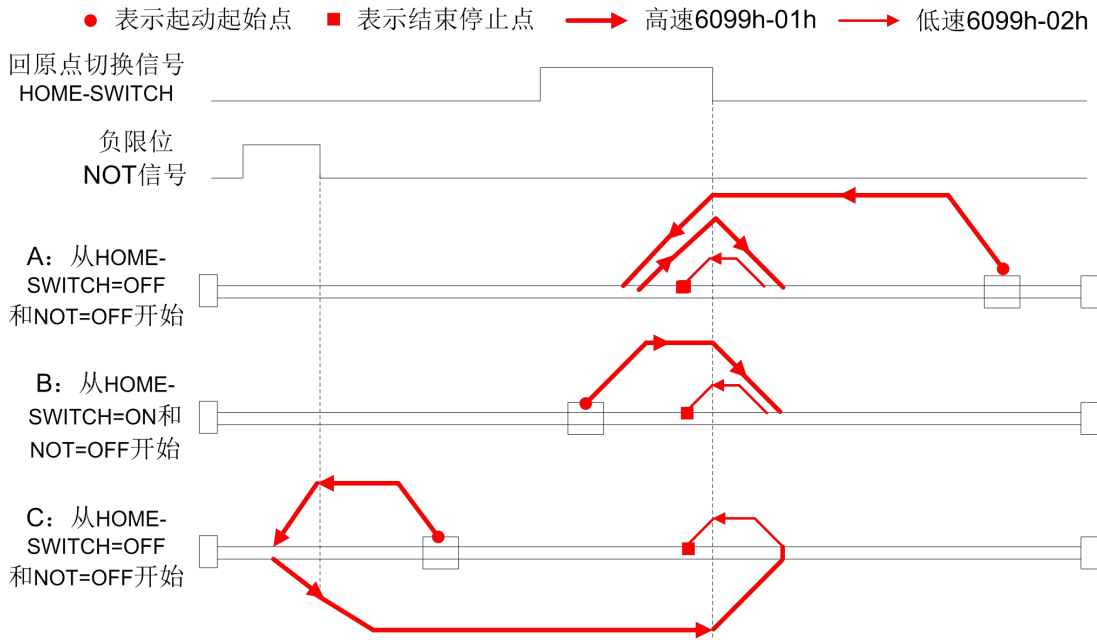 表示起动起始点 表示结束停止点 高速6099h-01h 低速6099h-02h
回原点切换信号
HOME-SWITCH
负限位
NOT信号
A：从HOME-
SWITCH=OFF
和NOT=OFF开始
B：从HOME-
SWITCH=ON和
NOT=OFF开始
C：从HOME-
SWITCH=OFF
和NOT=OFF开始